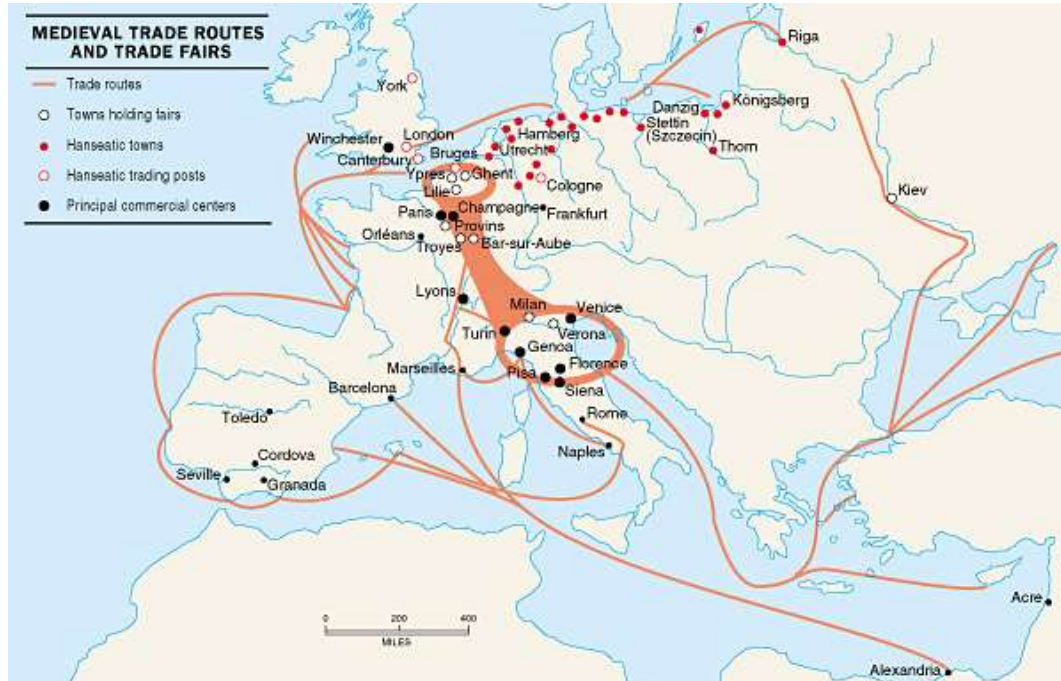 MEDIEVAL TRADE ROUTES
AND TRADE FAIRS
Trade routes
Towns holding fairs
Hanseatic towns
Hanseatic trading posts
Principal commercial centers
Riga
York
Königsberg
Danzig
Stettin
(Szczecin)
Thorn
Hamberg
Utrecht
Winchester
London
Canterbury
Bruges
Ypres
Ghent
Lilie
Cologne
Kiev
Frankfurt
Paris
Champagne
Provins
Orléans
Troyes
Bar-sur-Aube
Lyons
Milan
Venice
Turin
Verona
Genoa
Marseilles
Florence
Pisa
Siena
Barcelona
Rome
Toledo
Naples
Cordova
Seville
Granada
Acre
Alexandria
0 200 400
MILES